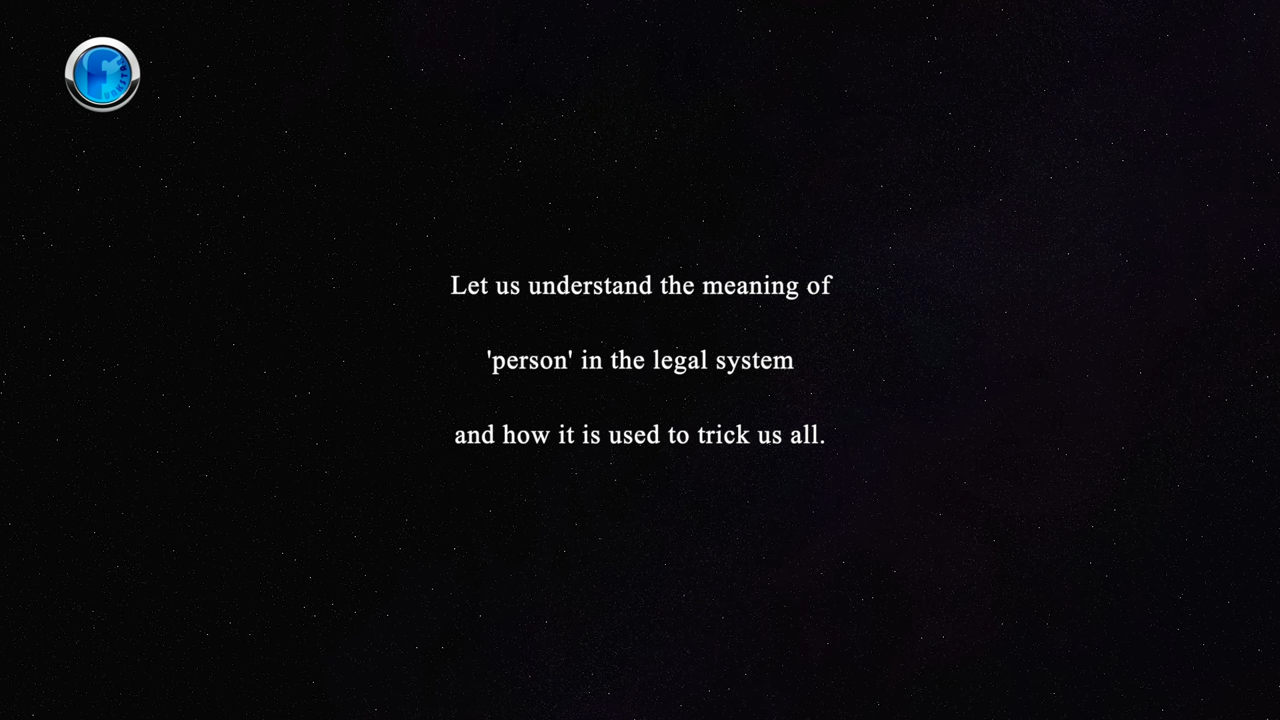 Let us understand the meaning of
'person' in the legal system
and how it is used to trick us all.